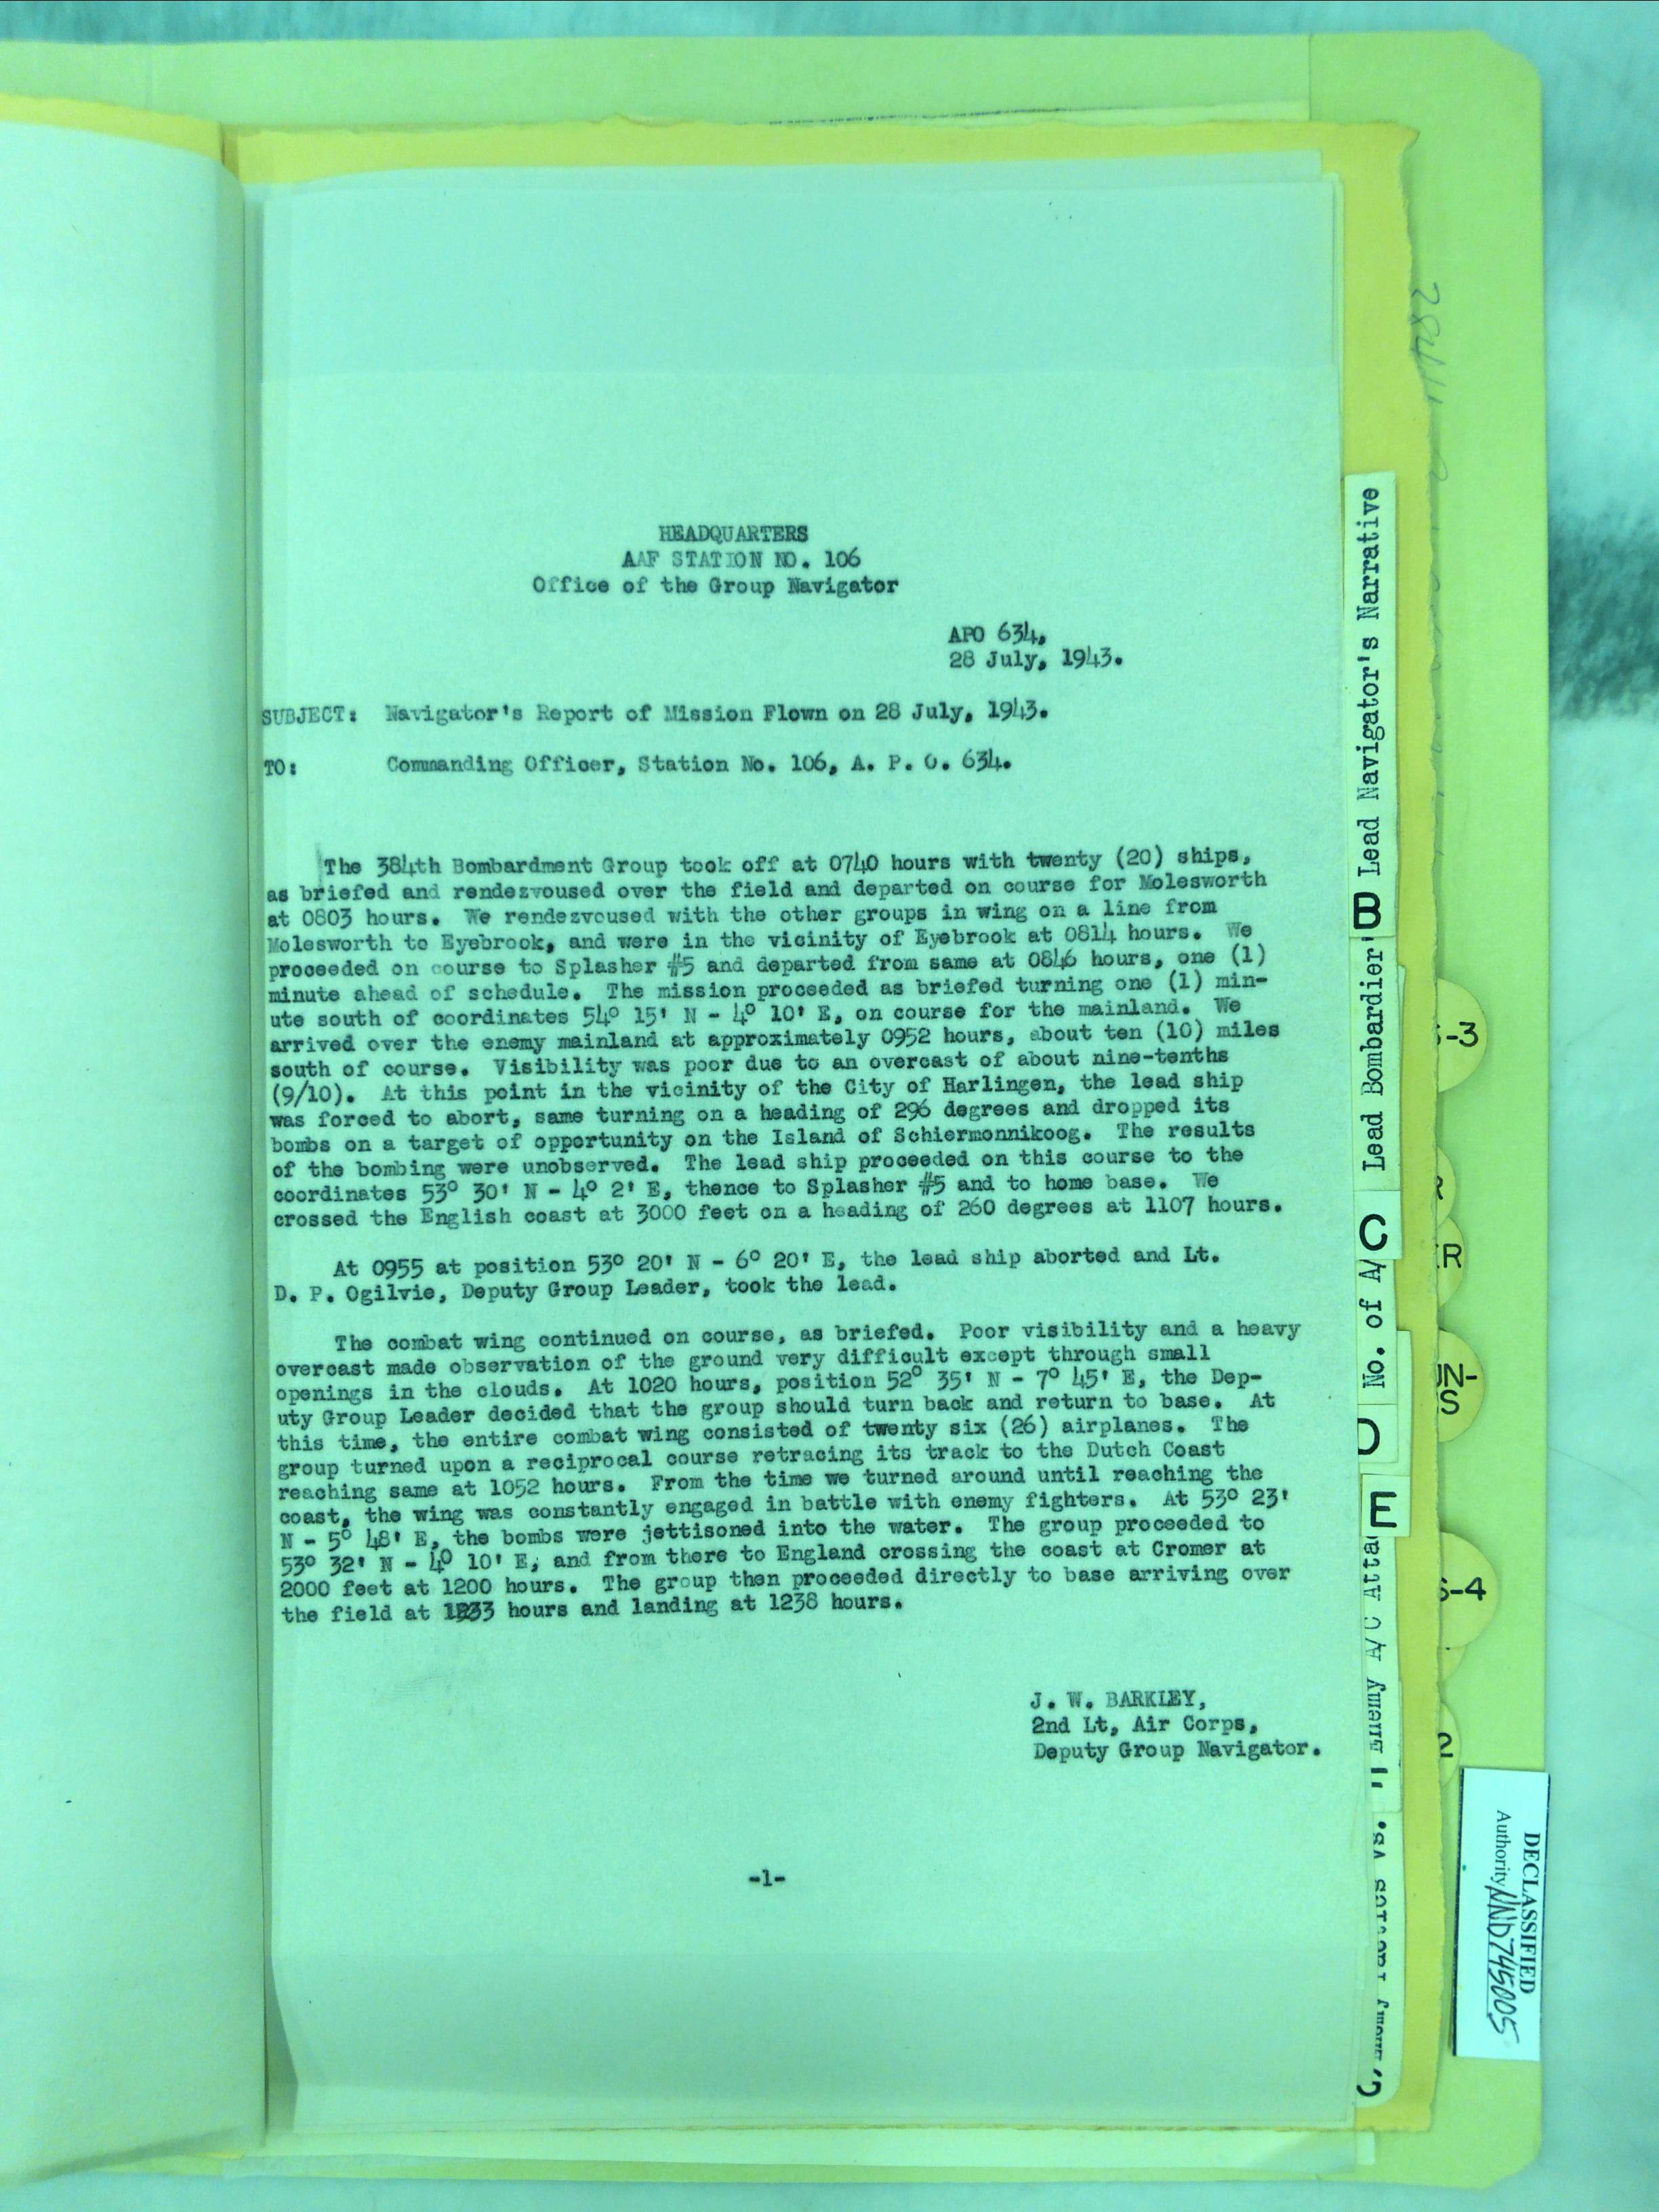 HEADQUARTERS
AAF STATION NO. 106
Office of the Group Navigator
APO 634,
28 July, 1943.
SUBJECT: Navigator's Report of Mission Flown on 28 July, 1943.
TO: Commanding Officer, Station No. 106, A. P. O. 634.
The 384th Bombardment Group took off at 0740 hours with twenty (20) ships,
as briefed and rendezvoused over the field and departed on course for Molesworth
at 0803 hours. We rendezvoused with the other groups in wing on a line from
Molesworth to Eyebrook, and were in the vicinity of Eyebrook at 0814 hours. We
proceeded on course to Splasher #5 and departed from same at 0846 hours, one (1)
minute ahead of schedule. The mission proceeded as briefed turning one (1) min-
ute south of coordinates 54° 15' N - 4° 10' E, on course for the mainland. We
arrived over the enemy mainland at approximately 0952 hours, about ten (10) miles
south of course. Visibility was poor due to an overcast of about nine-tenths
(9/10). At this point in the vicinity of the City of Harlingen, the lead ship
was forced to abort, same turning on a heading of 296 degrees and dropped its
bombs on a target of opportunity on the Island of Schiermonnikoog. The results
of the bombing were unobserved. The lead ship proceeded on this course to the
coordinates 53° 30' N - 4° 2' E, thence to Splasher #5 and to home base. We
crossed the English coast at 3000 feet on a heading of 260 degrees at 1107 hours.
At 0955 at position 53° 20' N - 6° 20' E, the lead ship aborted and Lt.
D. P. Ogilvie, Deputy Group Leader, took the lead.
The combat wing continued on course, as briefed. Poor visibility and a heavy
overcast made observation of the ground very difficult except through small
openings in the clouds. At 1020 hours, position 52° 35' N - 7° 45' E, the Dep-
uty Group Leader decided that the group should turn back and return to base. At
this time, the entire combat wing consisted of twenty six (26) airplanes. The
group turned upon a reciprocal course retracing its track to the Dutch Coast
reaching same at 1052 hours. From the time we turned around until reaching the
coast, the wing was constantly engaged in battle with enemy fighters. At 53° 23'
N - 5° 48' E, the bombs were jettisoned into the water. The group proceeded to
53° 32' N - 4° 10' E, and from there to England crossing the coast at Cromer at
2000 feet at 1200 hours. The group then proceeded directly to base arriving over
the field at 1233 hours and landing at 1238 hours.
J. W. BARKLEY,
2nd Lt, Air Corps,
Deputy Group Navigator.
-1-
B Lead Navigator's Narrative
C Lead Bombardier'
D No. of A/
E
Enemy A/C Atta
-3
R
N-
S
-4
2
DECLASSIFIED
Authority NND745005